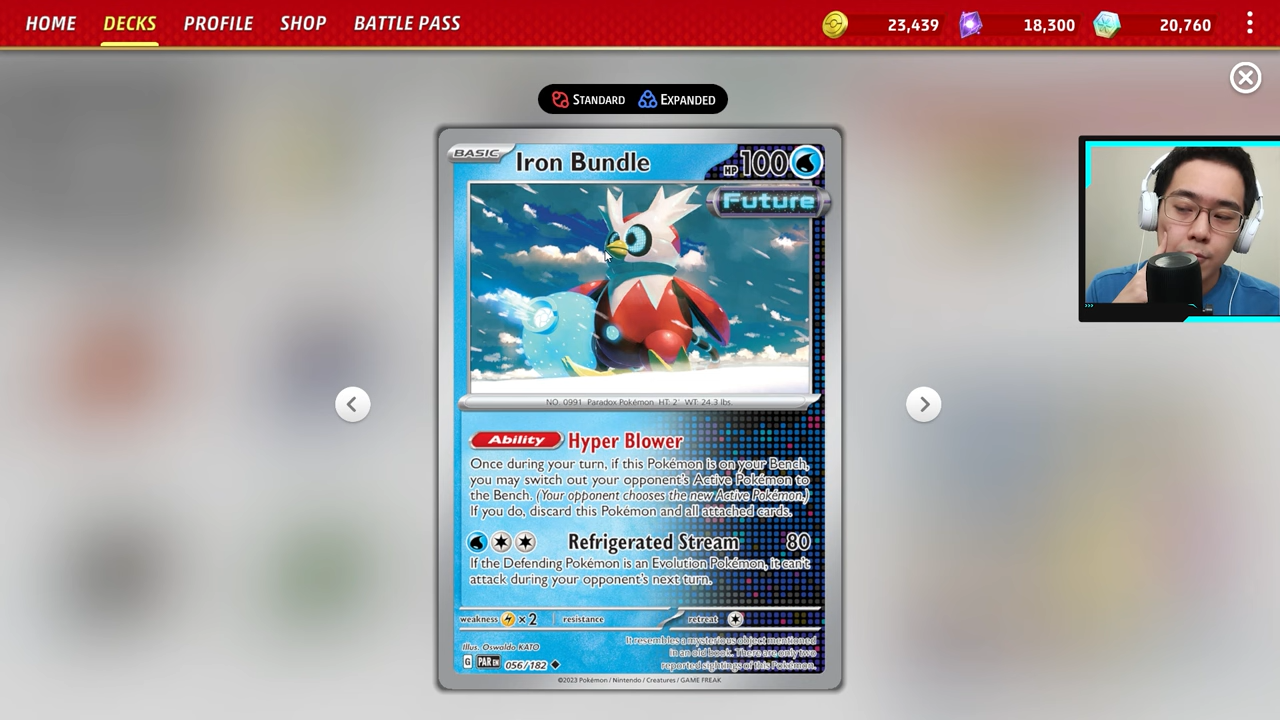 HOME DECKS PROFILE SHOP BATTLE PASS 23,439 18,300 20,760
STANDARD EXPANDED
BASIC Iron Bundle HP 100
Future
NO. 0991 Paradox Pokémon HT: 2' WT: 24.3 lbs.
Ability Hyper Blower
Once during your turn, if this Pokémon is on your Bench,
you may switch out your opponent's Active Pokémon to
the Bench. (Your opponent chooses the new Active Pokémon.)
If you do, discard this Pokémon and all attached cards.
Refrigerated Stream 80
If the Defending Pokémon is an Evolution Pokémon, it can't
attack during your opponent's next turn.
weakness ×2 resistance retreat
Illus. Oswaldo KATO
It resembles a mysterious object mentioned
in an old book. There are only two
reported sightings of this Pokémon.
G PAR EN 056/182
©2023 Pokémon / Nintendo / Creatures / GAME FREAK